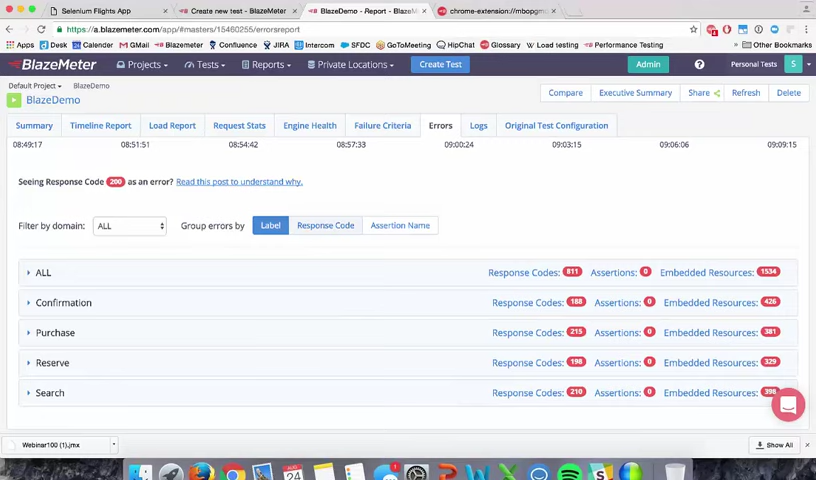 Selenium Flights App
Create new test - BlazeMeter
BlazeDemo - Report - BlazeM
chrome-extension://mbopgm
https://a.blazemeter.com/app/#masters/15460255/errorsreport
Apps
Desk
Calendar
GMail
Blazemeter
Confluence
JIRA
Intercom
SFDC
GoToMeeting
HipChat
Glossary
Load testing
Performance Testing
Other Bookmarks
BlazeMeter
Projects
Tests
Reports
Private Locations
Create Test
Admin
Personal Tests
S
Default Project
BlazeDemo
BlazeDemo
Compare
Executive Summary
Share
Refresh
Delete
Summary
Timeline Report
Load Report
Request Stats
Engine Health
Failure Criteria
Errors
Logs
Original Test Configuration
08:49:17
08:51:51
08:54:42
08:57:33
09:00:24
09:03:15
09:06:06
09:09:15
Seeing Response Code 200 as an error? Read this post to understand why.
Filter by domain: ALL
Group errors by Label Response Code Assertion Name
ALL Response Codes: 811 Assertions: 0 Embedded Resources: 1534
Confirmation Response Codes: 188 Assertions: 0 Embedded Resources: 426
Purchase Response Codes: 215 Assertions: 0 Embedded Resources: 381
Reserve Response Codes: 198 Assertions: 0 Embedded Resources: 329
Search Response Codes: 210 Assertions: 0 Embedded Resources: 398
Webinar100 (1).jmx
Show All
AUG
24